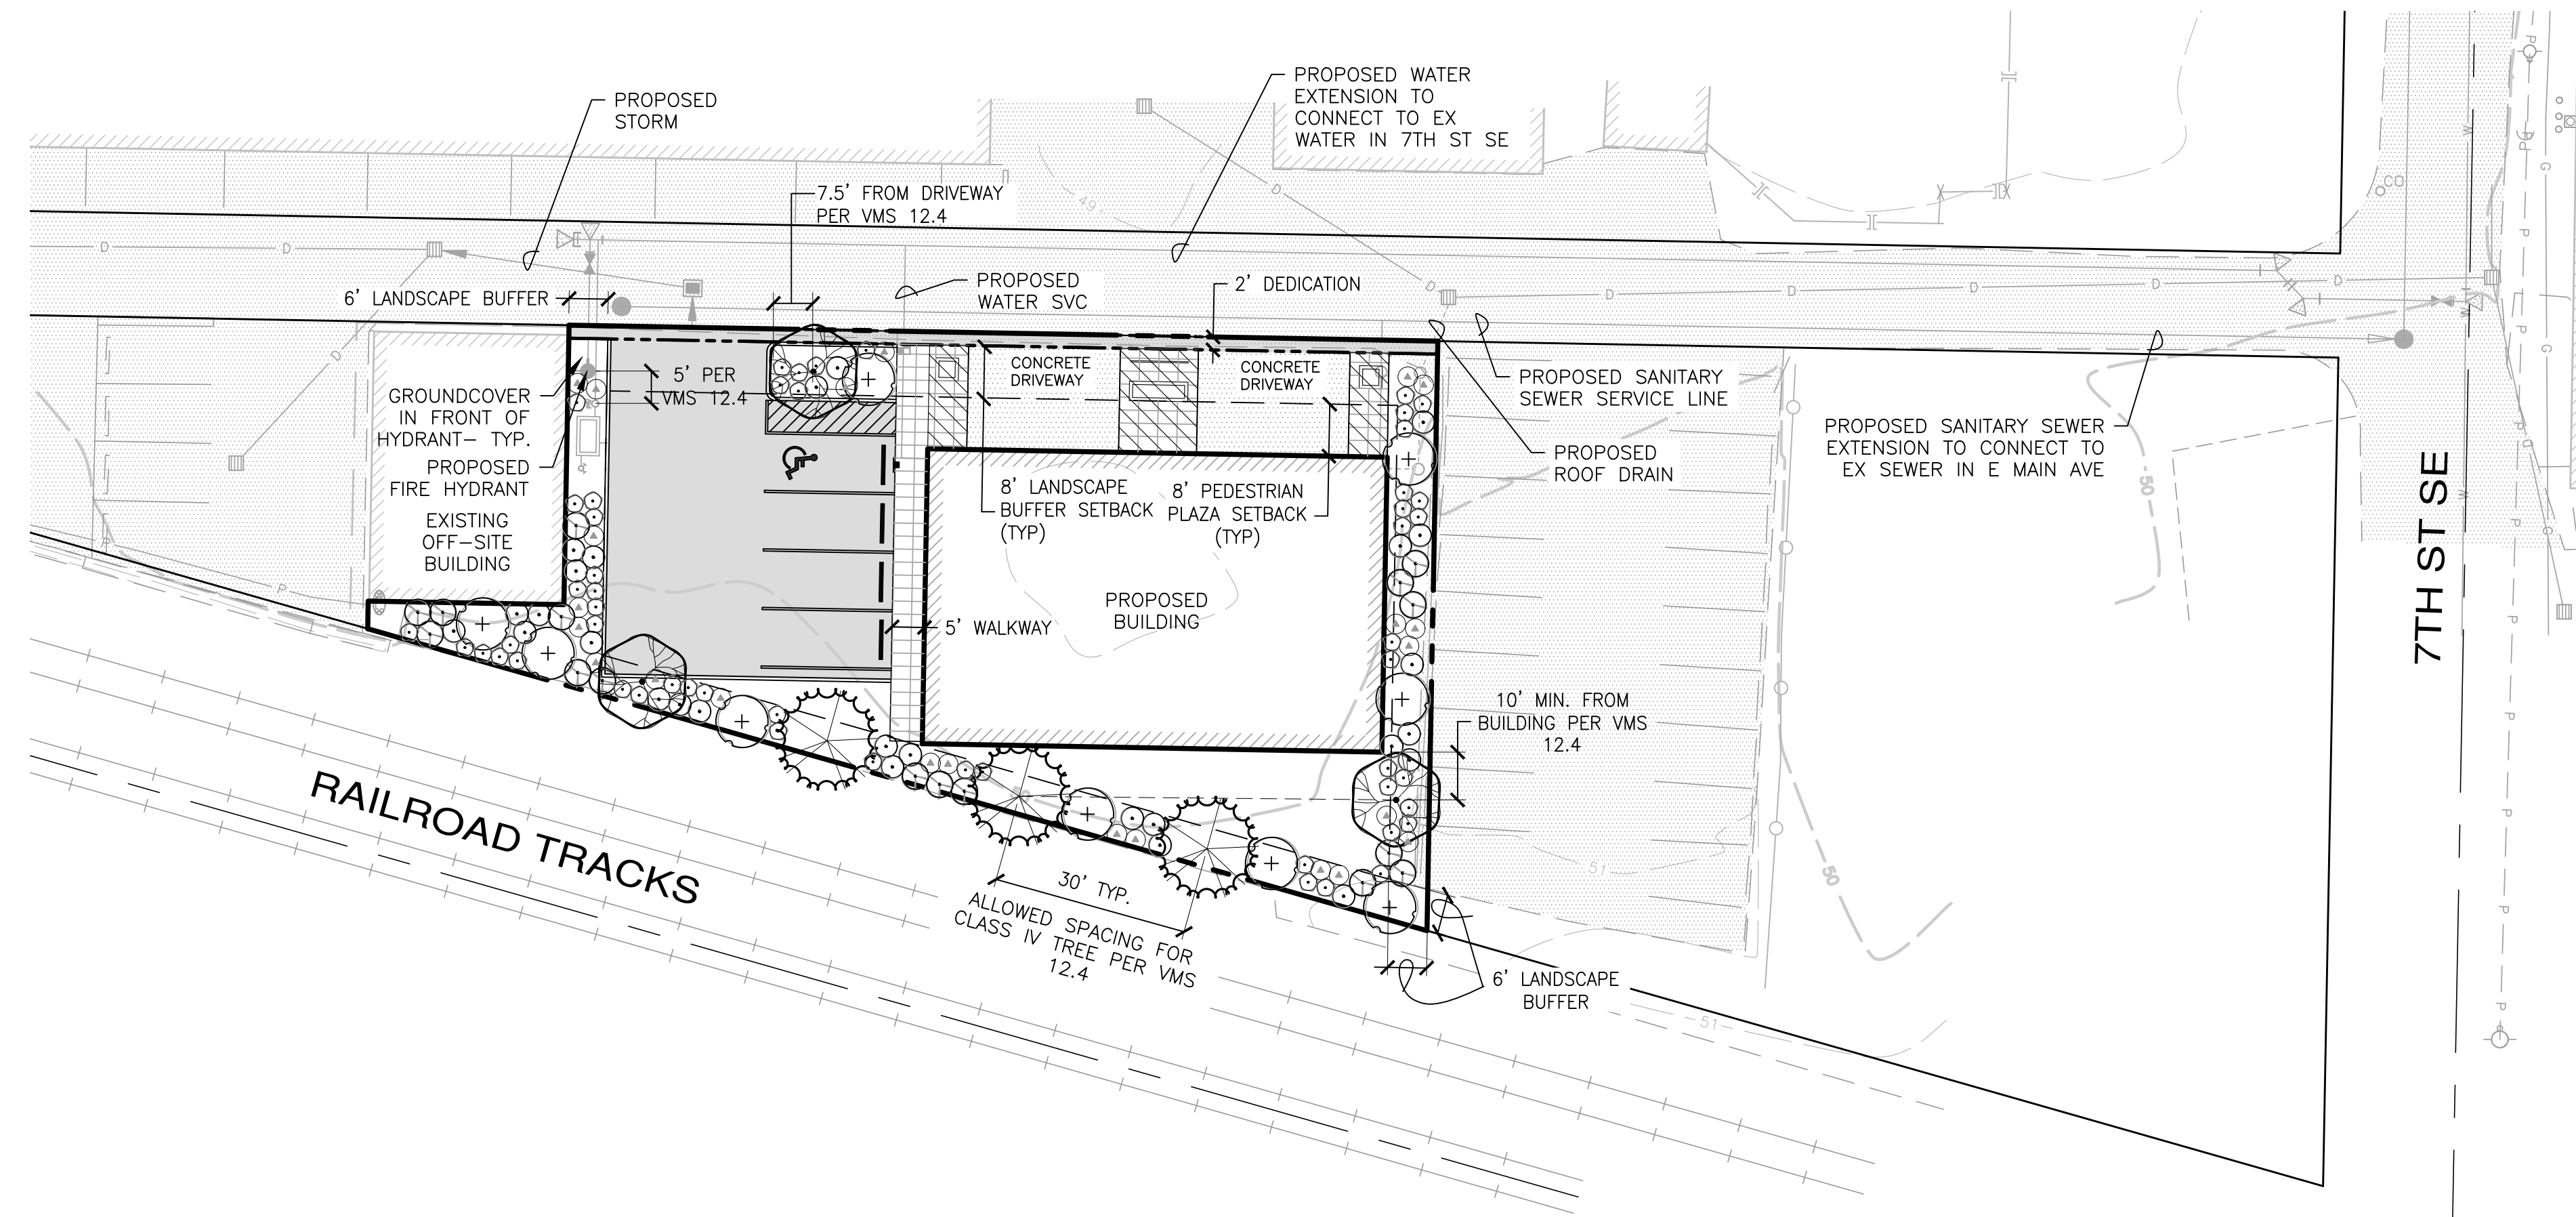 PROPOSED
STORM
PROPOSED WATER
EXTENSION TO
CONNECT TO EX
WATER IN 7TH ST SE
7.5' FROM DRIVEWAY
PER VMS 12.4
49
CO
D
D
D
D
D
D
D
D
D
D
6' LANDSCAPE BUFFER
PROPOSED
WATER SVC
2' DEDICATION
GROUNDCOVER
IN FRONT OF
HYDRANT- TYP.
PROPOSED
FIRE HYDRANT
EXISTING
OFF-SITE
BUILDING
5' PER
VMS 12.4
CONCRETE
DRIVEWAY
CONCRETE
DRIVEWAY
PROPOSED SANITARY
SEWER SERVICE LINE
PROPOSED
ROOF DRAIN
PROPOSED SANITARY SEWER
EXTENSION TO CONNECT TO
EX SEWER IN E MAIN AVE
8' LANDSCAPE
BUFFER SETBACK
(TYP)
8' PEDESTRIAN
PLAZA SETBACK
(TYP)
50
7TH ST SE
PROPOSED
BUILDING
5' WALKWAY
10' MIN. FROM
BUILDING PER VMS
12.4
RAILROAD TRACKS
30' TYP.
ALLOWED SPACING FOR
CLASS IV TREE PER VMS
12.4
51
50
6' LANDSCAPE
BUFFER
51